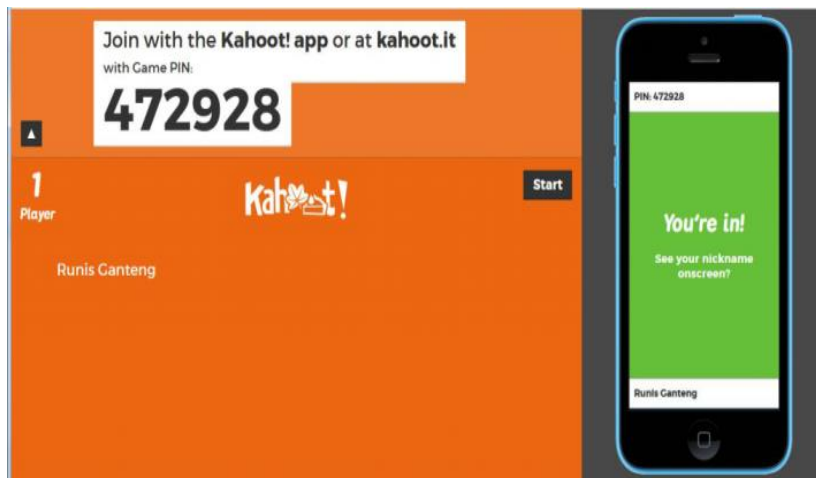 Join with the Kahoot! app or at kahoot.it
with Game PIN:
472928
▲
1
Player
Kahoot!
Start
Runis Ganteng
PIN: 472928
You're in!
See your nickname
onscreen?
Runis Ganteng